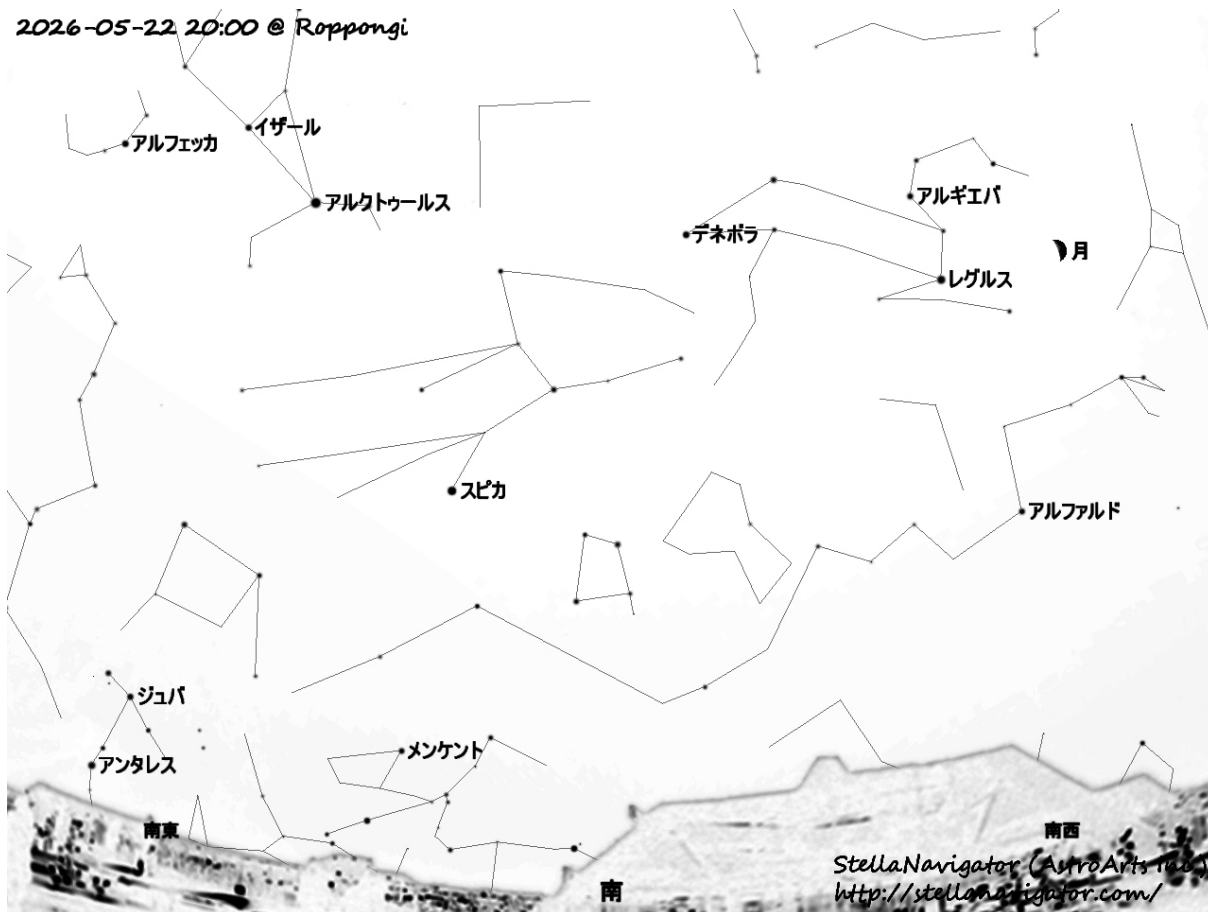 2026-05-22 20:00 @ Roppongi
イザール
アルフェッカ
アルクトゥールス
アルギエバ
デネボラ
月
レグルス
スピカ
アルファルド
ジュバ
メンケント
アンタレス
南東
南西
南
StellaNavigator (AstroArts Inc.)
http://stellanavigator.com/